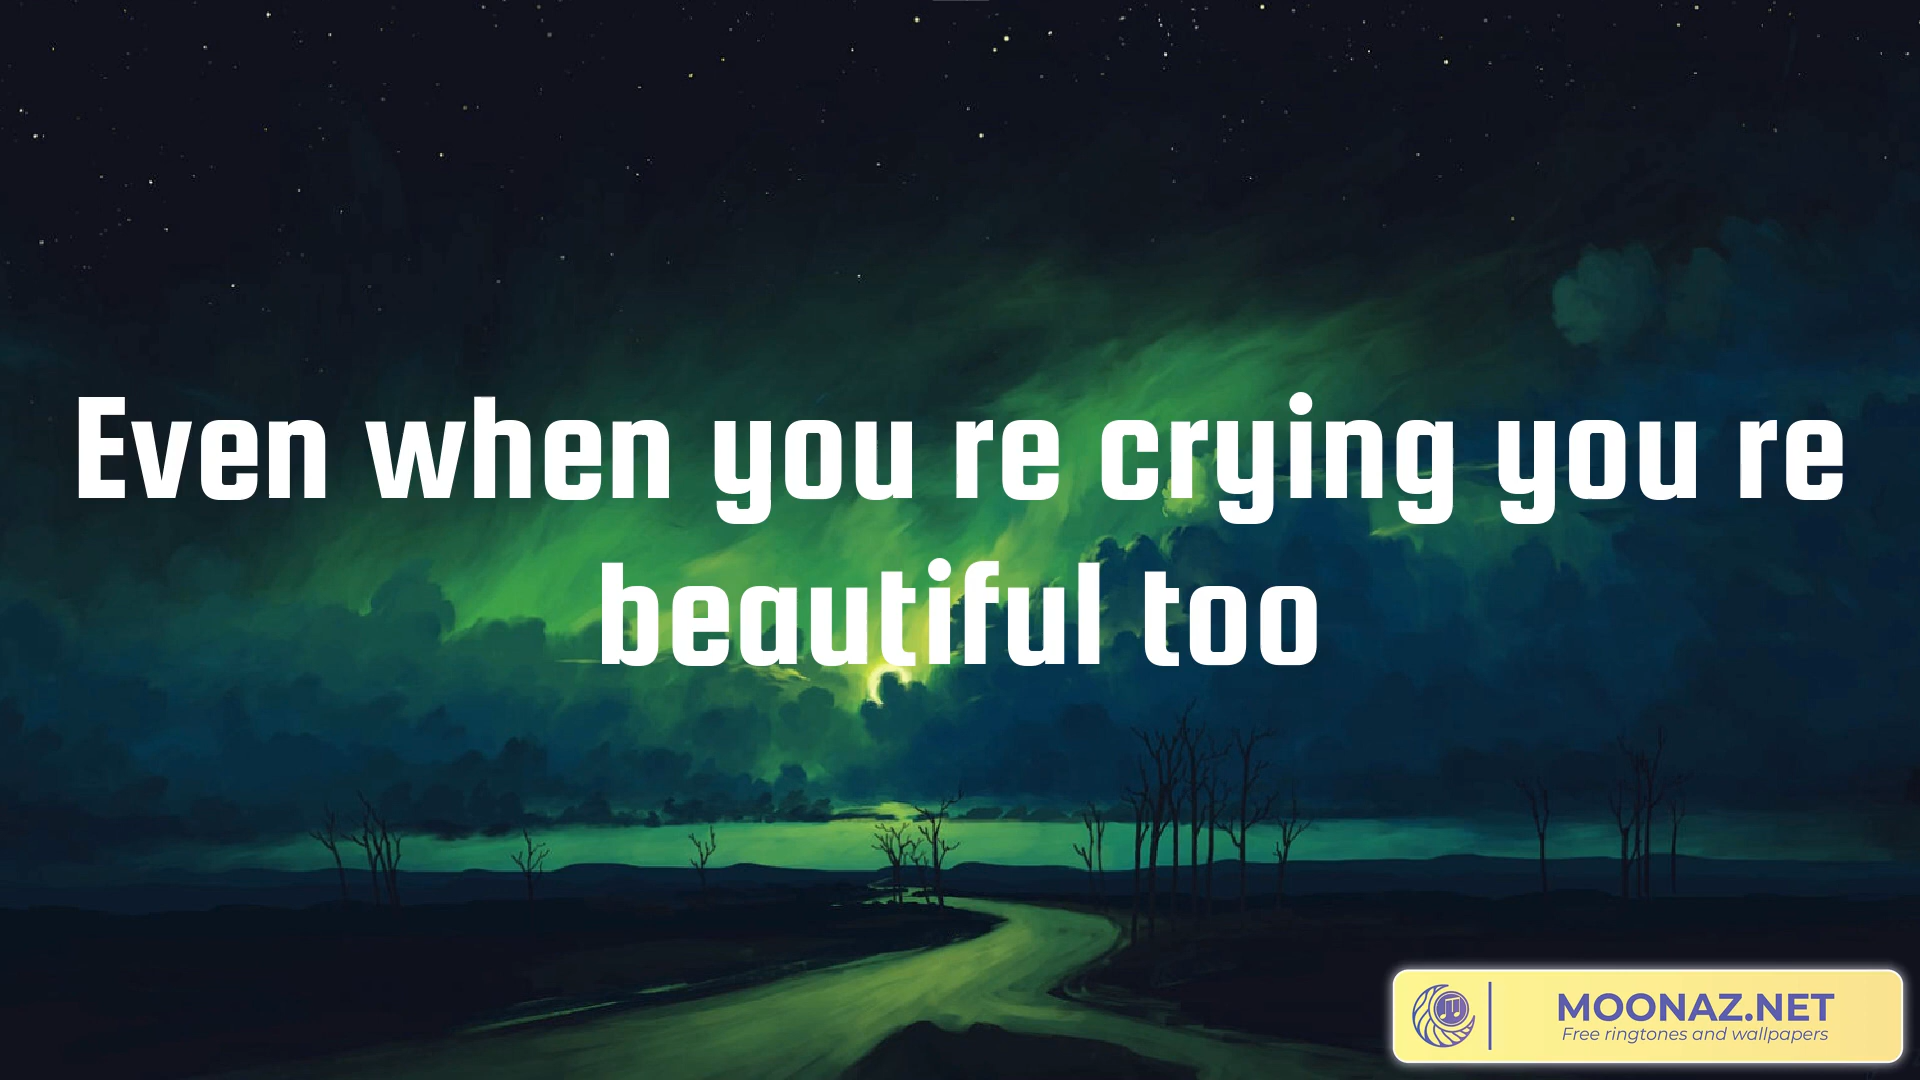 Even when you re crying you re
beautiful too
MOONAZ.NET
Free ringtones and wallpapers